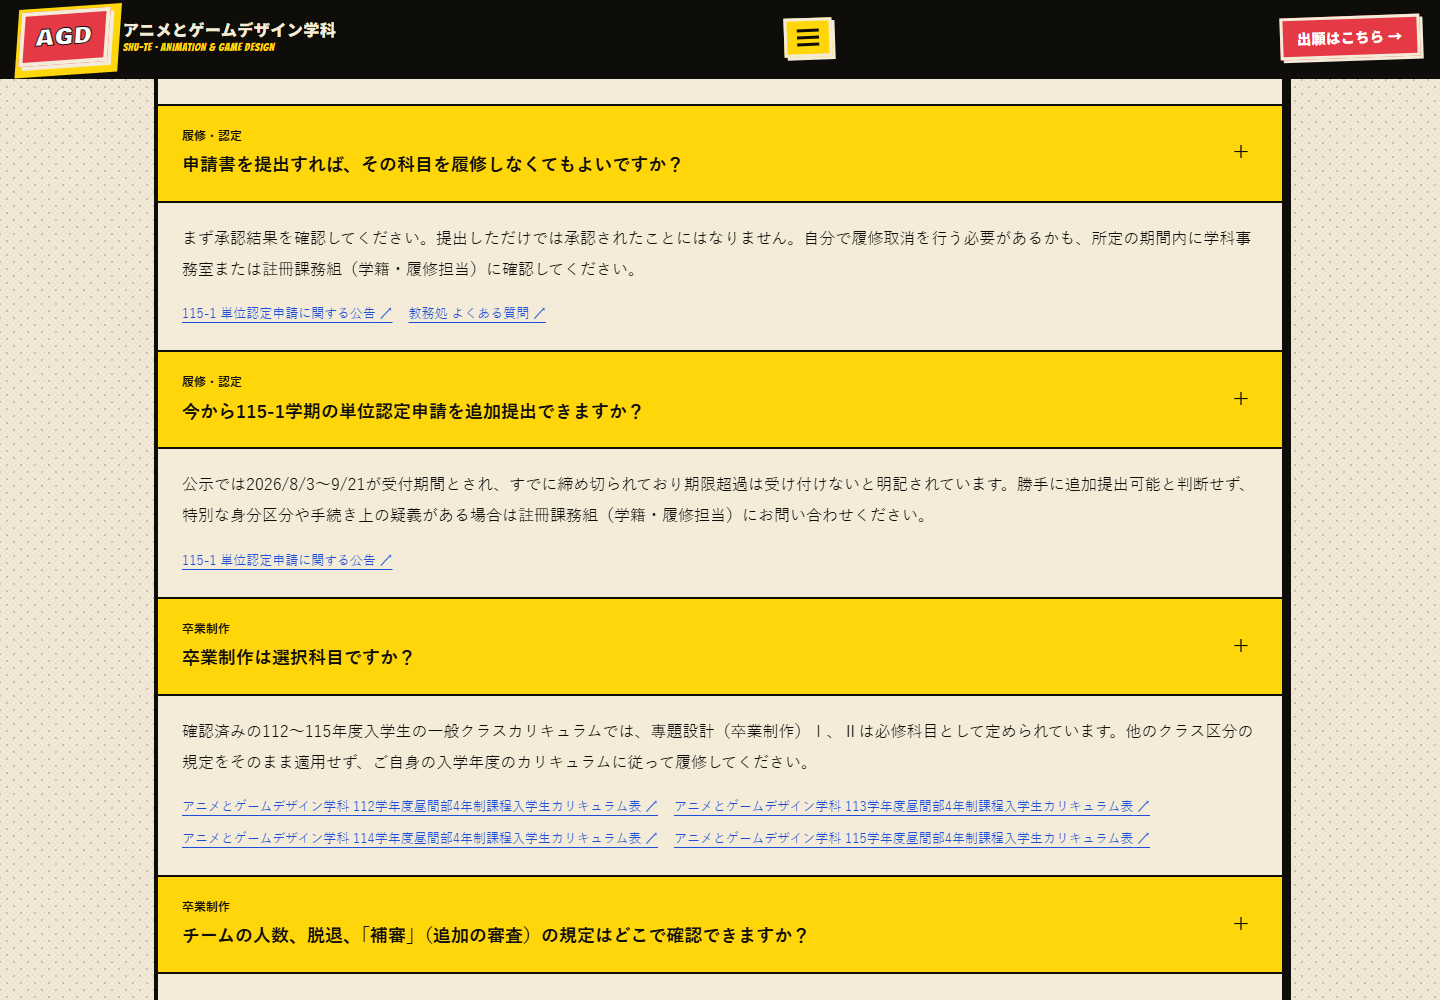 AGD
アニメとゲームデザイン学科
SHU-TE · ANIMATION & GAME DESIGN
出願はこちら →
履修・認定
申請書を提出すれば、その科目を履修しなくてもよいですか？
まず承認結果を確認してください。提出しただけでは承認されたことにはなりません。自分で履修取消を行う必要があるかも、所定の期間内に学科事
務室または註冊課務組（学籍・履修担当）に確認してください。
115-1 単位認定申請に関する公告 ↗ 教務処 よくある質問 ↗
履修・認定
今から115-1学期の単位認定申請を追加提出できますか？
公示では2026/8/3〜9/21が受付期間とされ、すでに締め切られており期限超過は受け付けないと明記されています。勝手に追加提出可能と判断せず、
特別な身分区分や手続き上の疑義がある場合は註冊課務組（学籍・履修担当）にお問い合わせください。
115-1 単位認定申請に関する公告 ↗
卒業制作
卒業制作は選択科目ですか？
確認済みの112〜115年度入学生の一般クラスカリキュラムでは、専題設計（卒業制作）Ⅰ、Ⅱは必修科目として定められています。他のクラス区分の
規定をそのまま適用せず、ご自身の入学年度のカリキュラムに従って履修してください。
アニメとゲームデザイン学科 112学年度昼間部4年制課程入学生カリキュラム表 ↗ アニメとゲームデザイン学科 113学年度昼間部4年制課程入学生カリキュラム表 ↗
アニメとゲームデザイン学科 114学年度昼間部4年制課程入学生カリキュラム表 ↗ アニメとゲームデザイン学科 115学年度昼間部4年制課程入学生カリキュラム表 ↗
卒業制作
チームの人数、脱退、「補審」（追加の審査）の規定はどこで確認できますか？